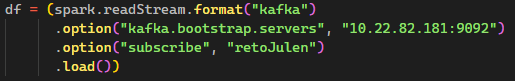 df = (spark.readStream.format("kafka")
.option("kafka.bootstrap.servers", "10.22.82.181:9092")
.option("subscribe", "retoJulen")
.load())